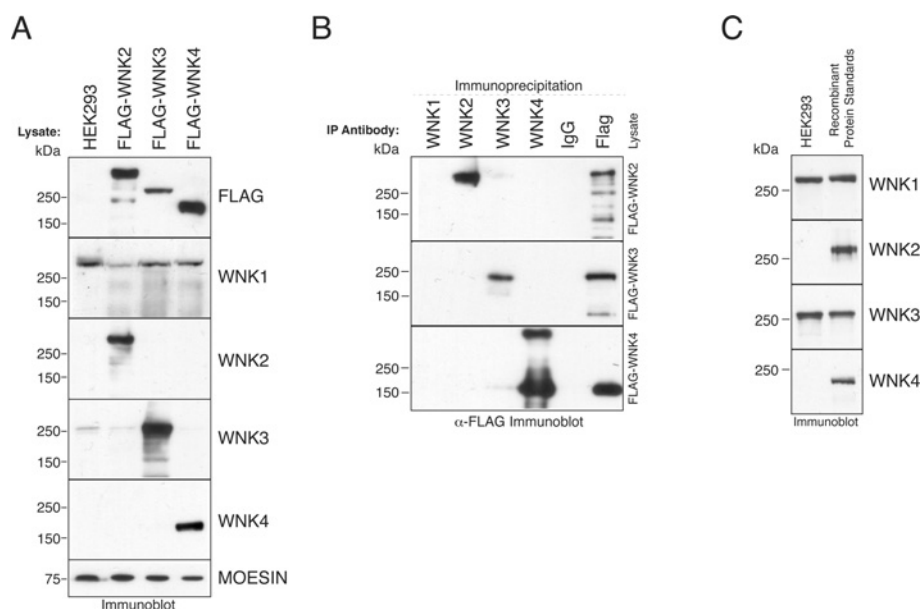 A
Lysate:
HEK293
FLAG-WNK2
FLAG-WNK3
FLAG-WNK4
kDa
250
150
FLAG
250
150
WNK1
250
150
WNK2
250
150
WNK3
250
150
WNK4
75
MOESIN
Immunoblot
B
Immunoprecipitation
IP Antibody:
WNK1
WNK2
WNK3
WNK4
IgG
Flag
Lysate
kDa
250
150
FLAG-WNK2
250
150
FLAG-WNK3
250
150
FLAG-WNK4
α-FLAG Immunoblot
C
HEK293
Recombinant
Protein Standards
kDa
250
WNK1
250
WNK2
250
WNK3
250
WNK4
Immunoblot